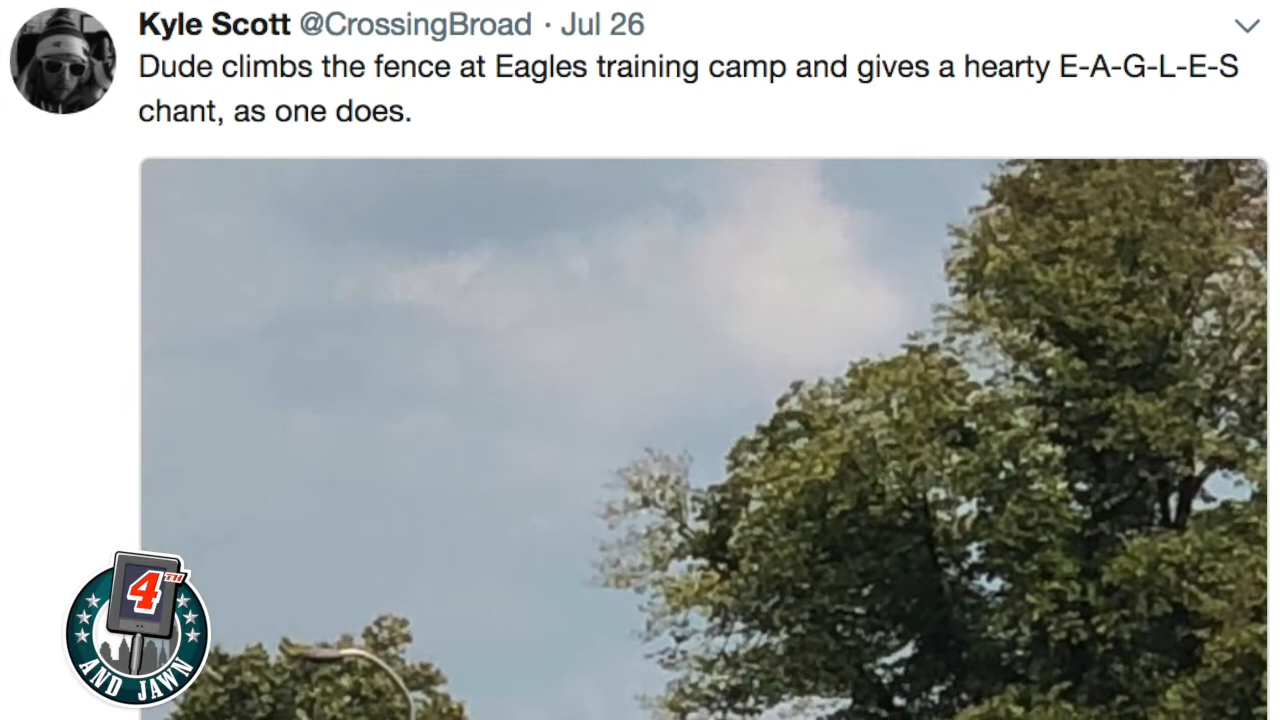 Kyle Scott @CrossingBroad · Jul 26
Dude climbs the fence at Eagles training camp and gives a hearty E-A-G-L-E-S
chant, as one does.
4TH
AND JAWN